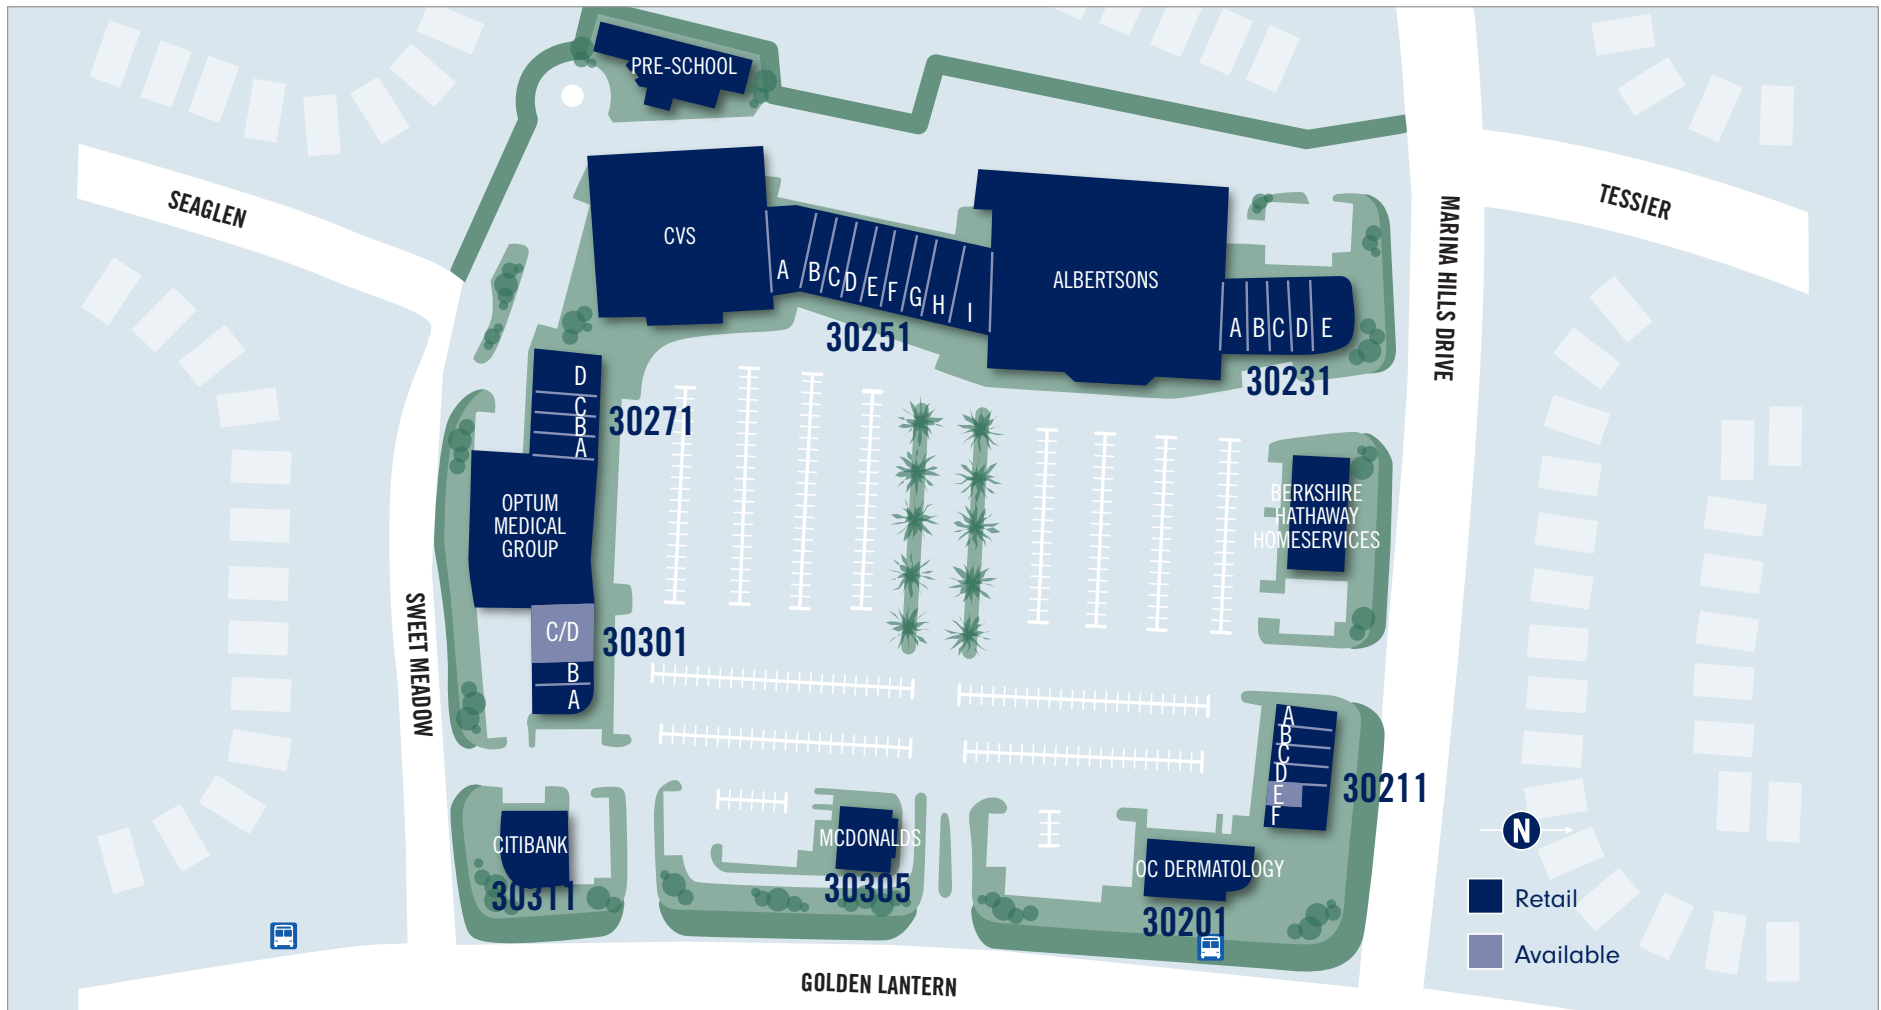 PRE-SCHOOL
SEAGLEN
TESSIER
MARINA HILLS DRIVE
CVS
A B C D E F G H I
30251
ALBERTSONS
A B C D E
30231
D
C
B
A
30271
OPTUM
MEDICAL
GROUP
C/D
B
A
30301
SWEET MEADOW
BERKSHIRE
HATHAWAY
HOMESERVICES
A
B
C
D
E
F
30211
CITIBANK
30311
MCDONALDS
30305
OC DERMATOLOGY
30201
N
Retail
Available
GOLDEN LANTERN